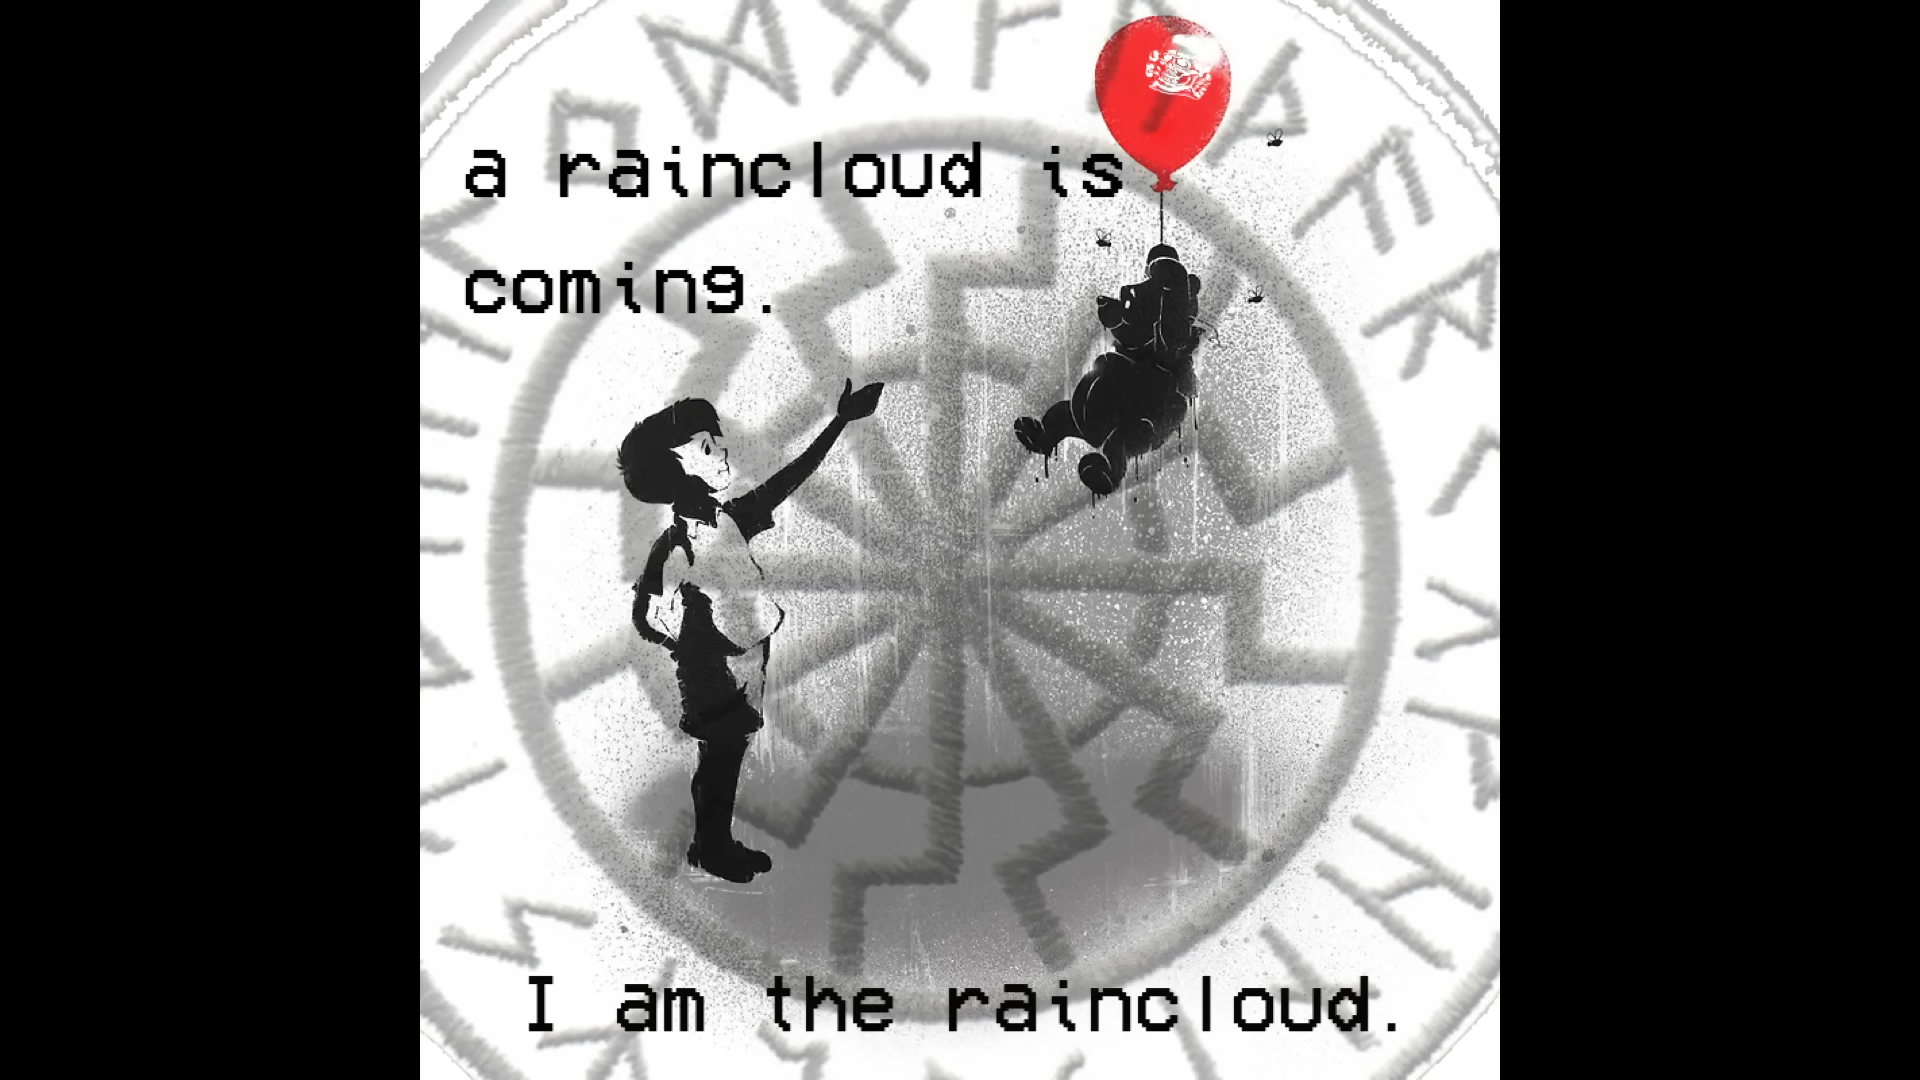 a raincloud is
coming.
I am the raincloud.